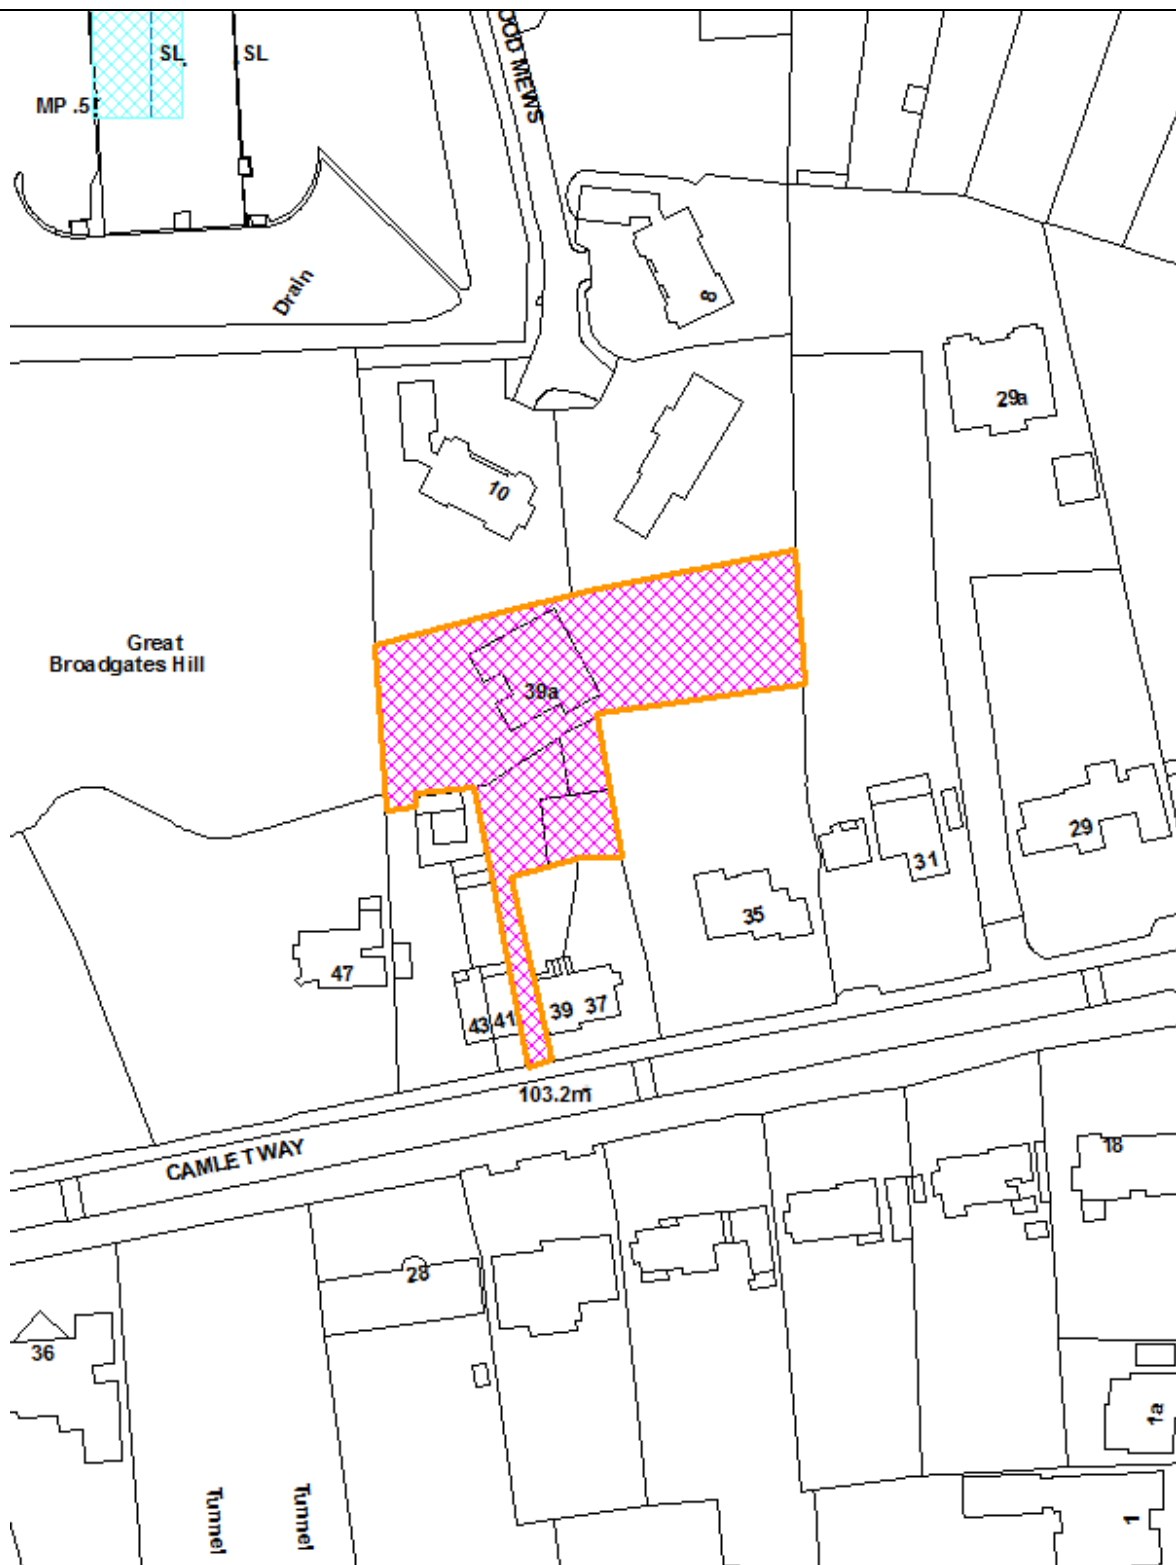 OOD MEWS
SL
SL
MP .5
Drain
8
29a
10
Great
Broadgates Hill
39a
29
31
35
47
39
37
43
41
103.2m
CAMLET WAY
18
28
36
1a
Tunnel
Tunnel
1